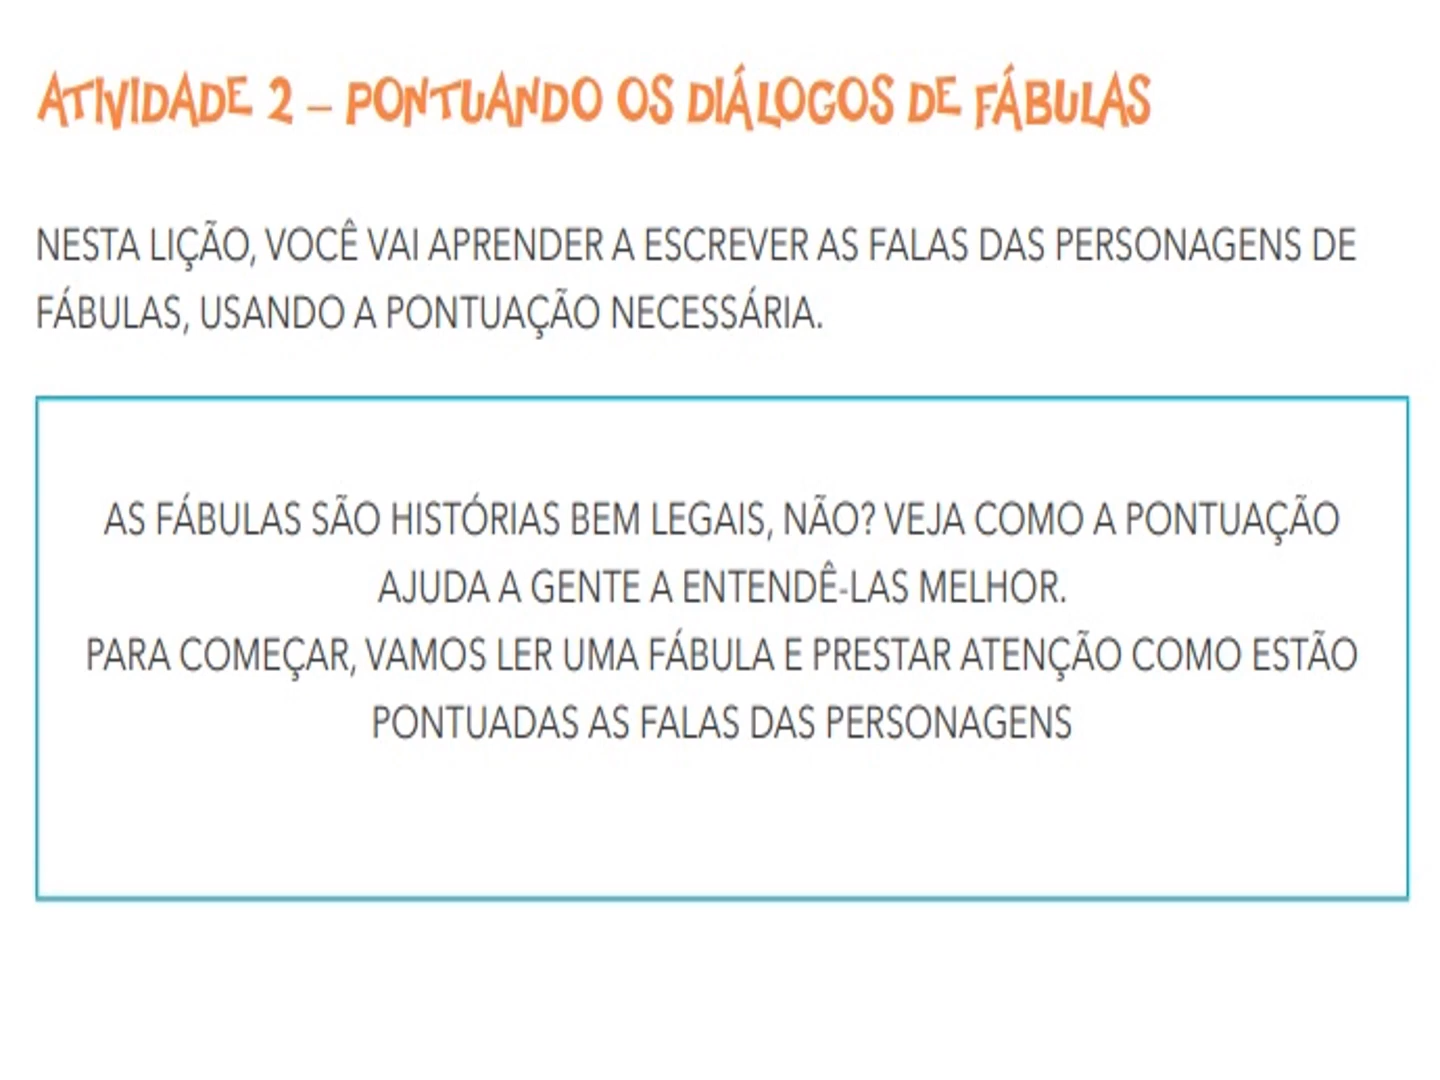 ATIVIDADE 2 – PONTUANDO OS DIÁLOGOS DE FÁBULAS
NESTA LIÇÃO, VOCÊ VAI APRENDER A ESCREVER AS FALAS DAS PERSONAGENS DE
FÁBULAS, USANDO A PONTUAÇÃO NECESSÁRIA.
AS FÁBULAS SÃO HISTÓRIAS BEM LEGAIS, NÃO? VEJA COMO A PONTUAÇÃO
AJUDA A GENTE A ENTENDÊ-LAS MELHOR.
PARA COMEÇAR, VAMOS LER UMA FÁBULA E PRESTAR ATENÇÃO COMO ESTÃO
PONTUADAS AS FALAS DAS PERSONAGENS